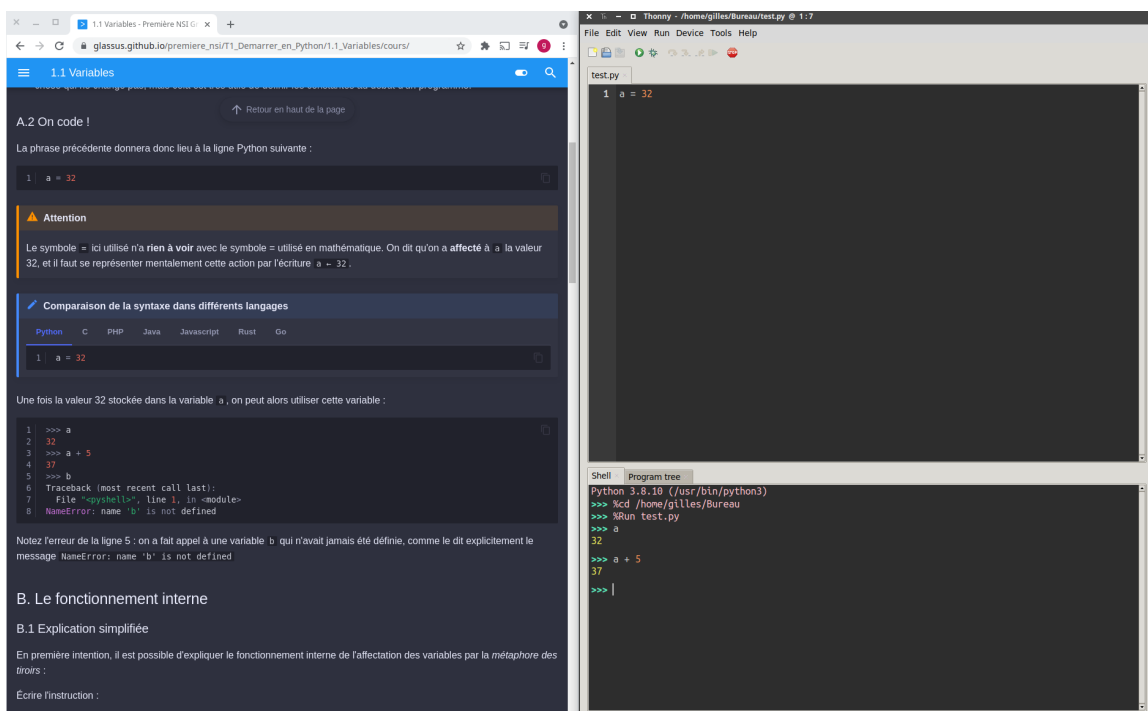 1.1 Variables - Première NSI G
glassus.github.io/premiere_nsi/T1_Demarrer_en_Python/1.1_Variables/cours/
g
1.1 Variables
Retour en haut de la page
A.2 On code !
La phrase précédente donnera donc lieu à la ligne Python suivante :
1 a = 32
Attention
Le symbole = ici utilisé n'a rien à voir avec le symbole = utilisé en mathématique. On dit qu'on a affecté à a la valeur
32, et il faut se représenter mentalement cette action par l'écriture a ← 32 .
Comparaison de la syntaxe dans différents langages
Python C PHP Java Javascript Rust Go
1 a = 32
Une fois la valeur 32 stockée dans la variable a , on peut alors utiliser cette variable :
1 >>> a
2 32
3 >>> a + 5
4 37
5 >>> b
6 Traceback (most recent call last):
7 File "<pyshell>", line 1, in <module>
8 NameError: name 'b' is not defined
Notez l'erreur de la ligne 5 : on a fait appel à une variable b qui n'avait jamais été définie, comme le dit explicitement le
message NameError: name 'b' is not defined
B. Le fonctionnement interne
B.1 Explication simplifiée
En première intention, il est possible d'expliquer le fonctionnement interne de l'affectation des variables par la métaphore des
tiroirs :
Écrire l'instruction :
Thonny - /home/gilles/Bureau/test.py @ 1:7
File Edit View Run Device Tools Help
test.py
1 a = 32
Shell Program tree
Python 3.8.10 (/usr/bin/python3)
>>> %cd /home/gilles/Bureau
>>> %Run test.py
>>> a
32
>>> a + 5
37
>>>